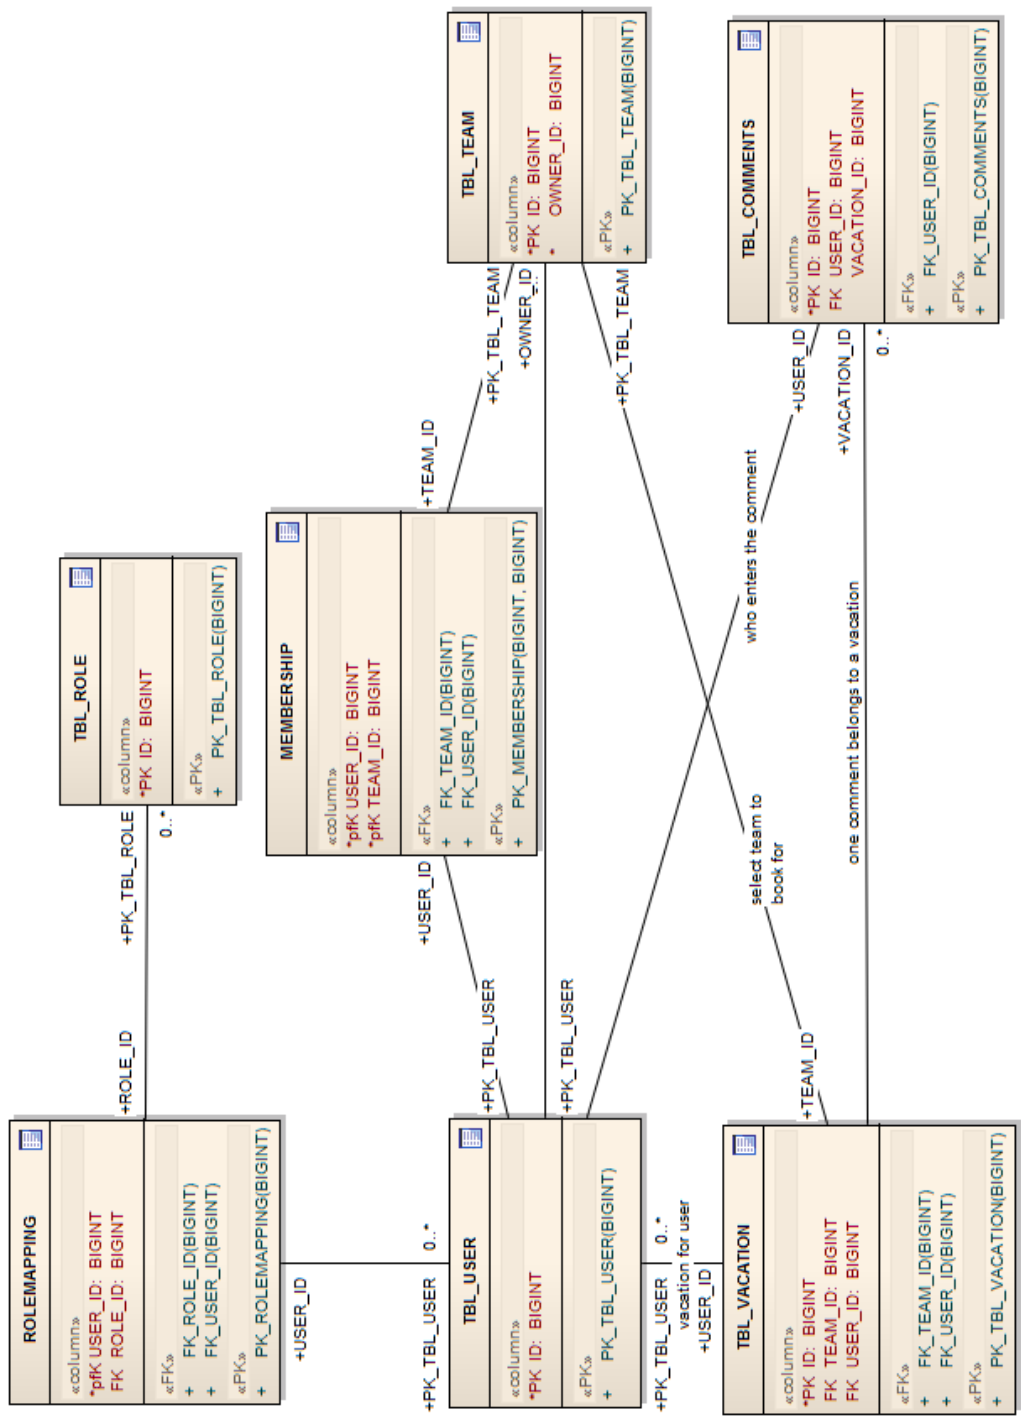 ROLEMAPPING
«column»
*pfK USER_ID: BIGINT
FK ROLE_ID: BIGINT
«FK»
+ FK_ROLE_ID(BIGINT)
+ FK_USER_ID(BIGINT)
«PK»
+ PK_ROLEMAPPING(BIGINT)
+ROLE_ID
+PK_TBL_ROLE
0..*
TBL_ROLE
«column»
*PK ID: BIGINT
«PK»
+ PK_TBL_ROLE(BIGINT)
+USER_ID
+PK_TBL_USER
0..*
MEMBERSHIP
«column»
*pfK USER_ID: BIGINT
*pfK TEAM_ID: BIGINT
«FK»
+ FK_TEAM_ID(BIGINT)
+ FK_USER_ID(BIGINT)
«PK»
+ PK_MEMBERSHIP(BIGINT, BIGINT)
+USER_ID
+PK_TBL_USER
+TEAM_ID
+PK_TBL_TEAM
TBL_USER
«column»
*PK ID: BIGINT
«PK»
+ PK_TBL_USER(BIGINT)
+PK_TBL_USER
+OWNER_ID
TBL_TEAM
«column»
*PK ID: BIGINT
* OWNER_ID: BIGINT
«PK»
+ PK_TBL_TEAM(BIGINT)
+PK_TBL_TEAM
+PK_TBL_USER
0..*
vacation for user
+USER_ID
TBL_VACATION
«column»
*PK ID: BIGINT
FK TEAM_ID: BIGINT
FK USER_ID: BIGINT
«FK»
+ FK_TEAM_ID(BIGINT)
+ FK_USER_ID(BIGINT)
«PK»
+ PK_TBL_VACATION(BIGINT)
+TEAM_ID
select team to
book for
who enters the comment
one comment belongs to a vacation
+USER_ID
+VACATION_ID
0..*
TBL_COMMENTS
«column»
*PK ID: BIGINT
FK USER_ID: BIGINT
VACATION_ID: BIGINT
«FK»
+ FK_USER_ID(BIGINT)
«PK»
+ PK_TBL_COMMENTS(BIGINT)